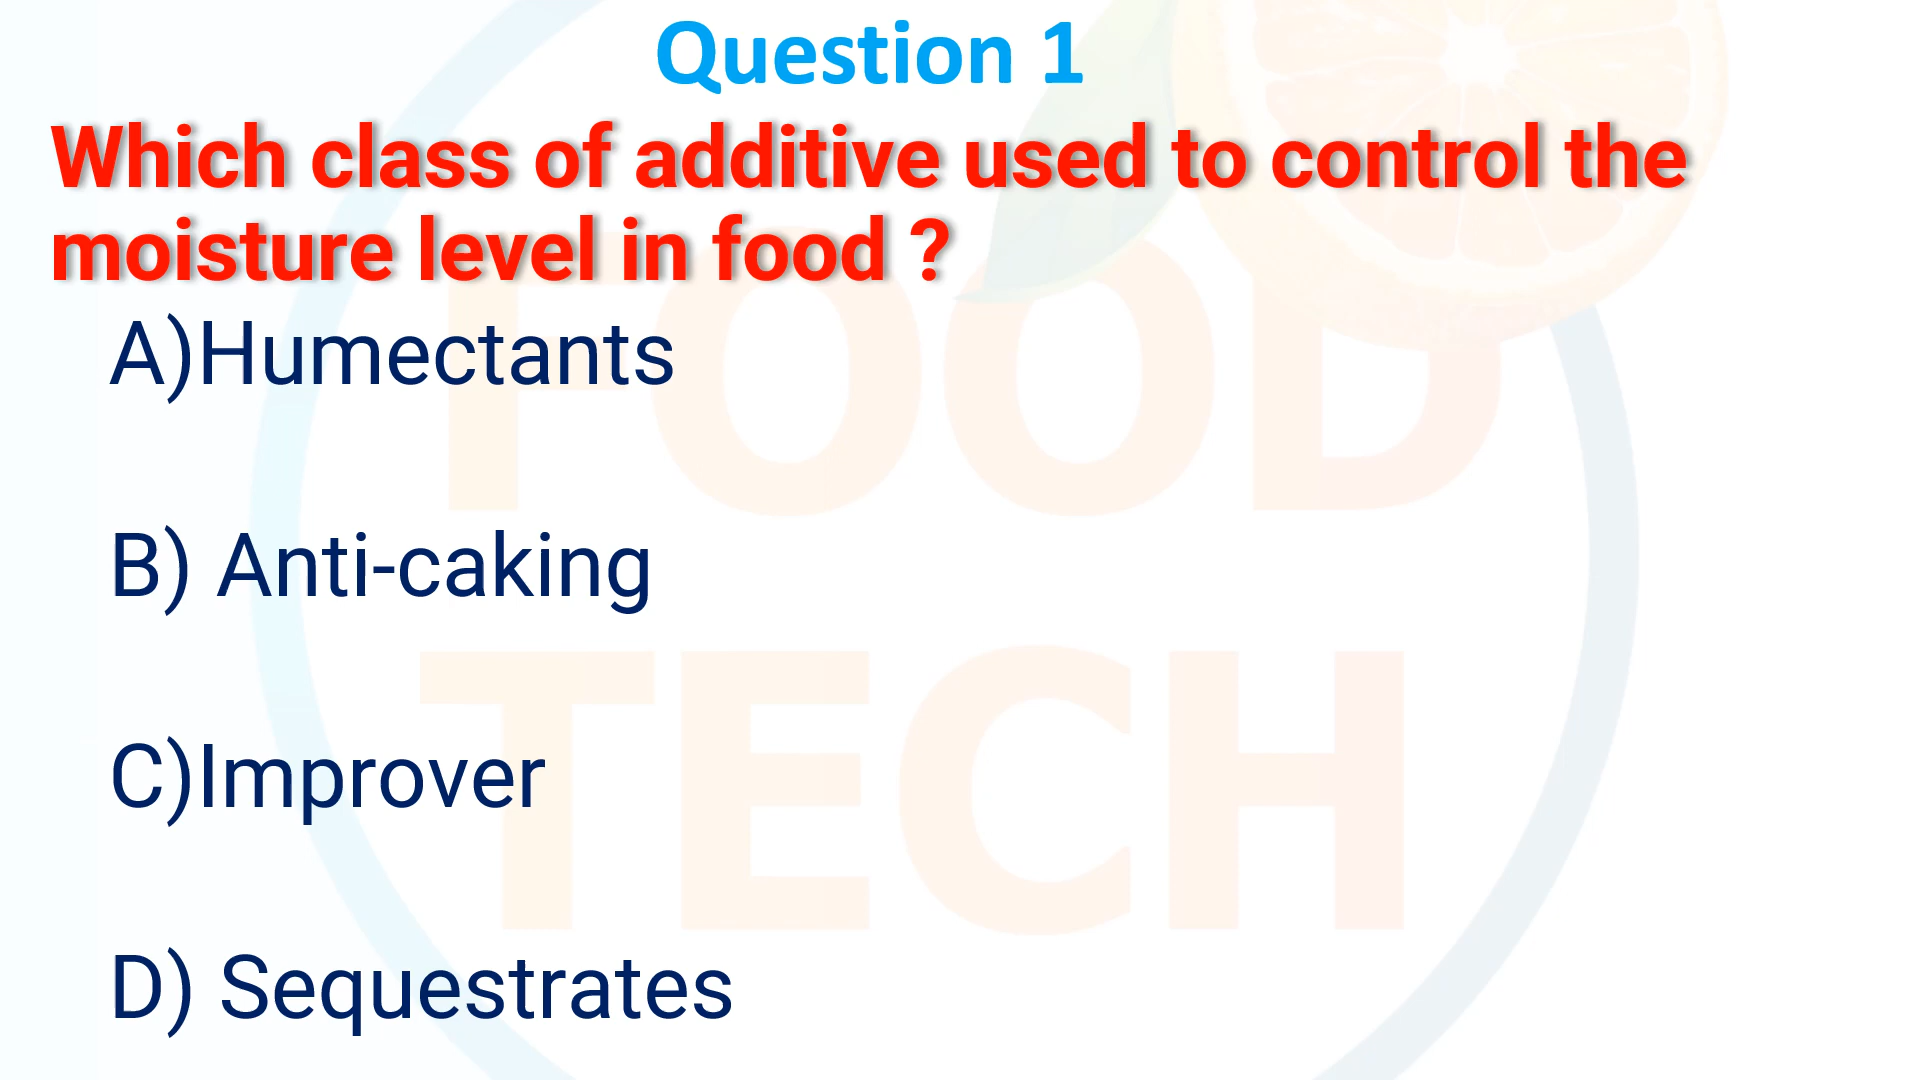 Question 1
Which class of additive used to control the
moisture level in food ?
A)Humectants
B) Anti-caking
C)Improver
D) Sequestrates
FOOD
TECH